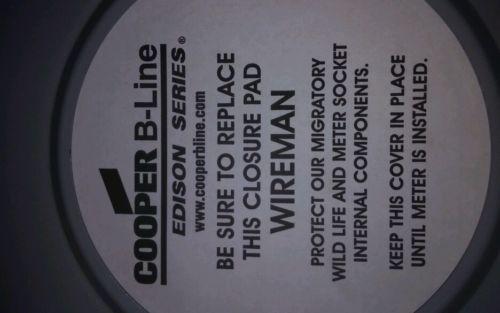 COOPER B-Line
EDISON SERIES®
www.cooperbline.com
BE SURE TO REPLACE
THIS CLOSURE PAD
WIREMAN
PROTECT OUR MIGRATORY
WILD LIFE AND METER SOCKET
INTERNAL COMPONENTS.
KEEP THIS COVER IN PLACE
UNTIL METER IS INSTALLED.